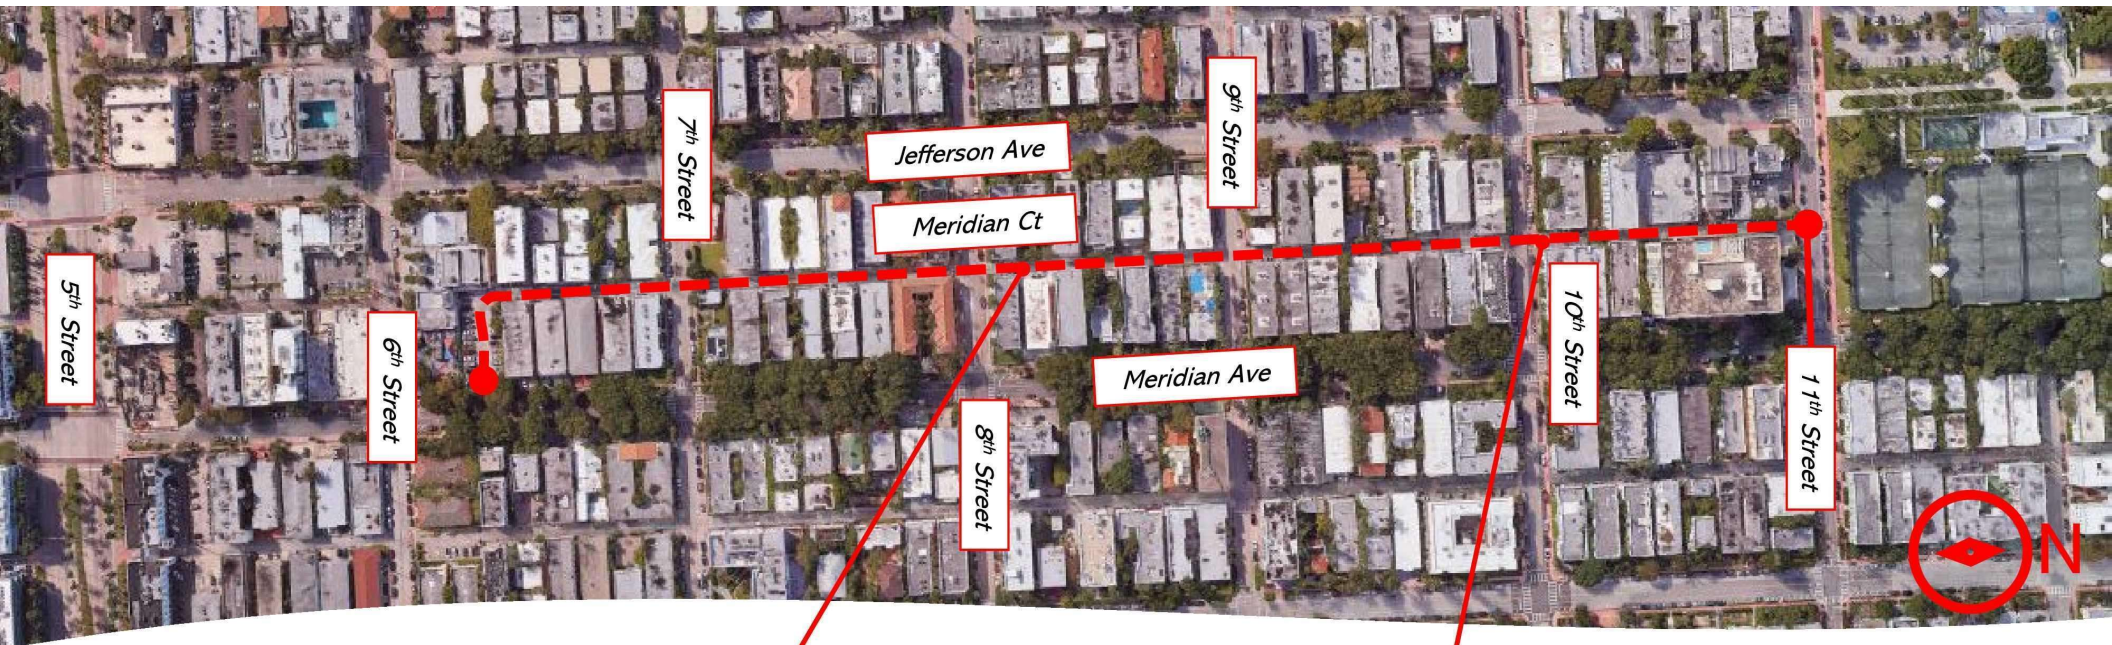 5th Street
6th Street
7th Street
Jefferson Ave
Meridian Ct
8th Street
Meridian Ave
9th Street
10th Street
11th Street
N